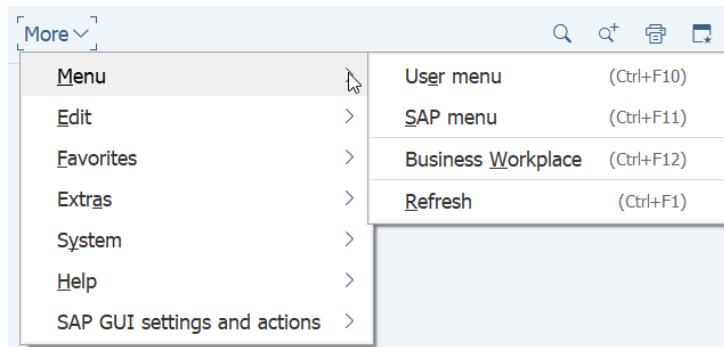 More
Menu
User menu (Ctrl+F10)
Edit
SAP menu (Ctrl+F11)
Favorites
Business Workplace (Ctrl+F12)
Extras
Refresh (Ctrl+F1)
System
Help
SAP GUI settings and actions